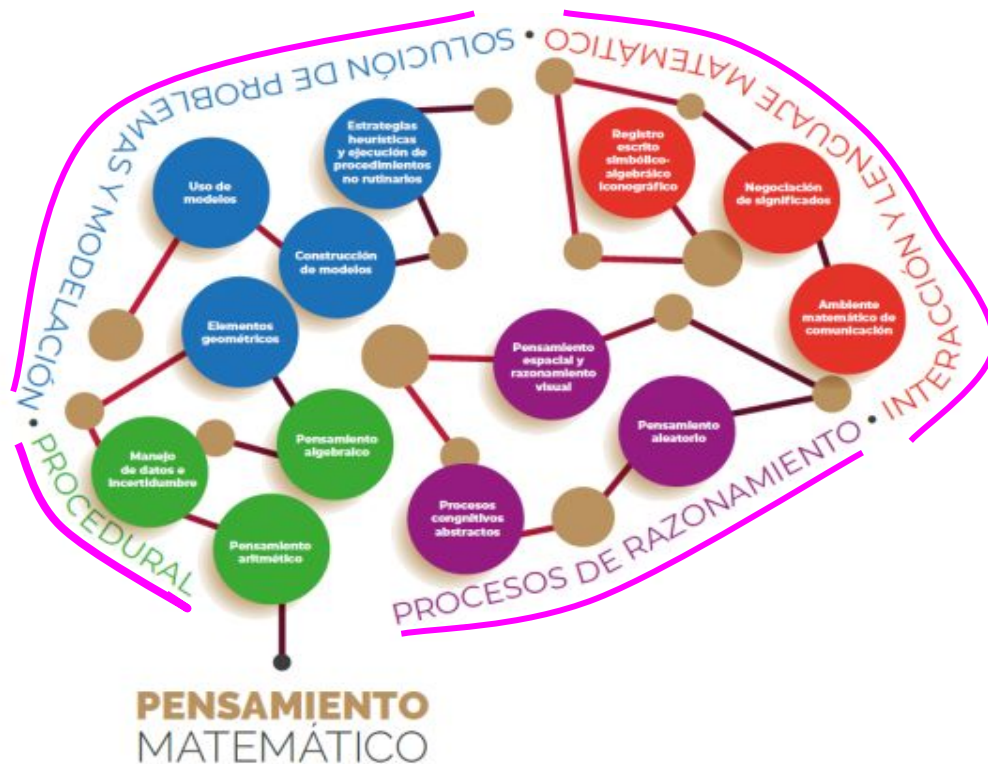 SOLUCIÓN DE PROBLEMAS Y MODELACIÓN
INTERACCIÓN Y LENGUAJE MATEMÁTICO
Estrategias
heurísticas
y ejecución de
procedimientos
no rutinarios
Uso de
modelos
Construcción
de modelos
Elementos
geométricos
Registro
escrito
simbólico-
algebráico
iconográfico
Negociación
de significados
Ambiente
matemático de
comunicación
Pensamiento
espacial y
razonamiento
visual
Pensamiento
aleatorio
Procesos
congnitivos
abstractos
PROCESOS DE RAZONAMIENTO
Pensamiento
algebraico
Manejo
de datos e
incertidumbre
Pensamiento
aritmético
PROCEDURAL
PENSAMIENTO
MATEMÁTICO